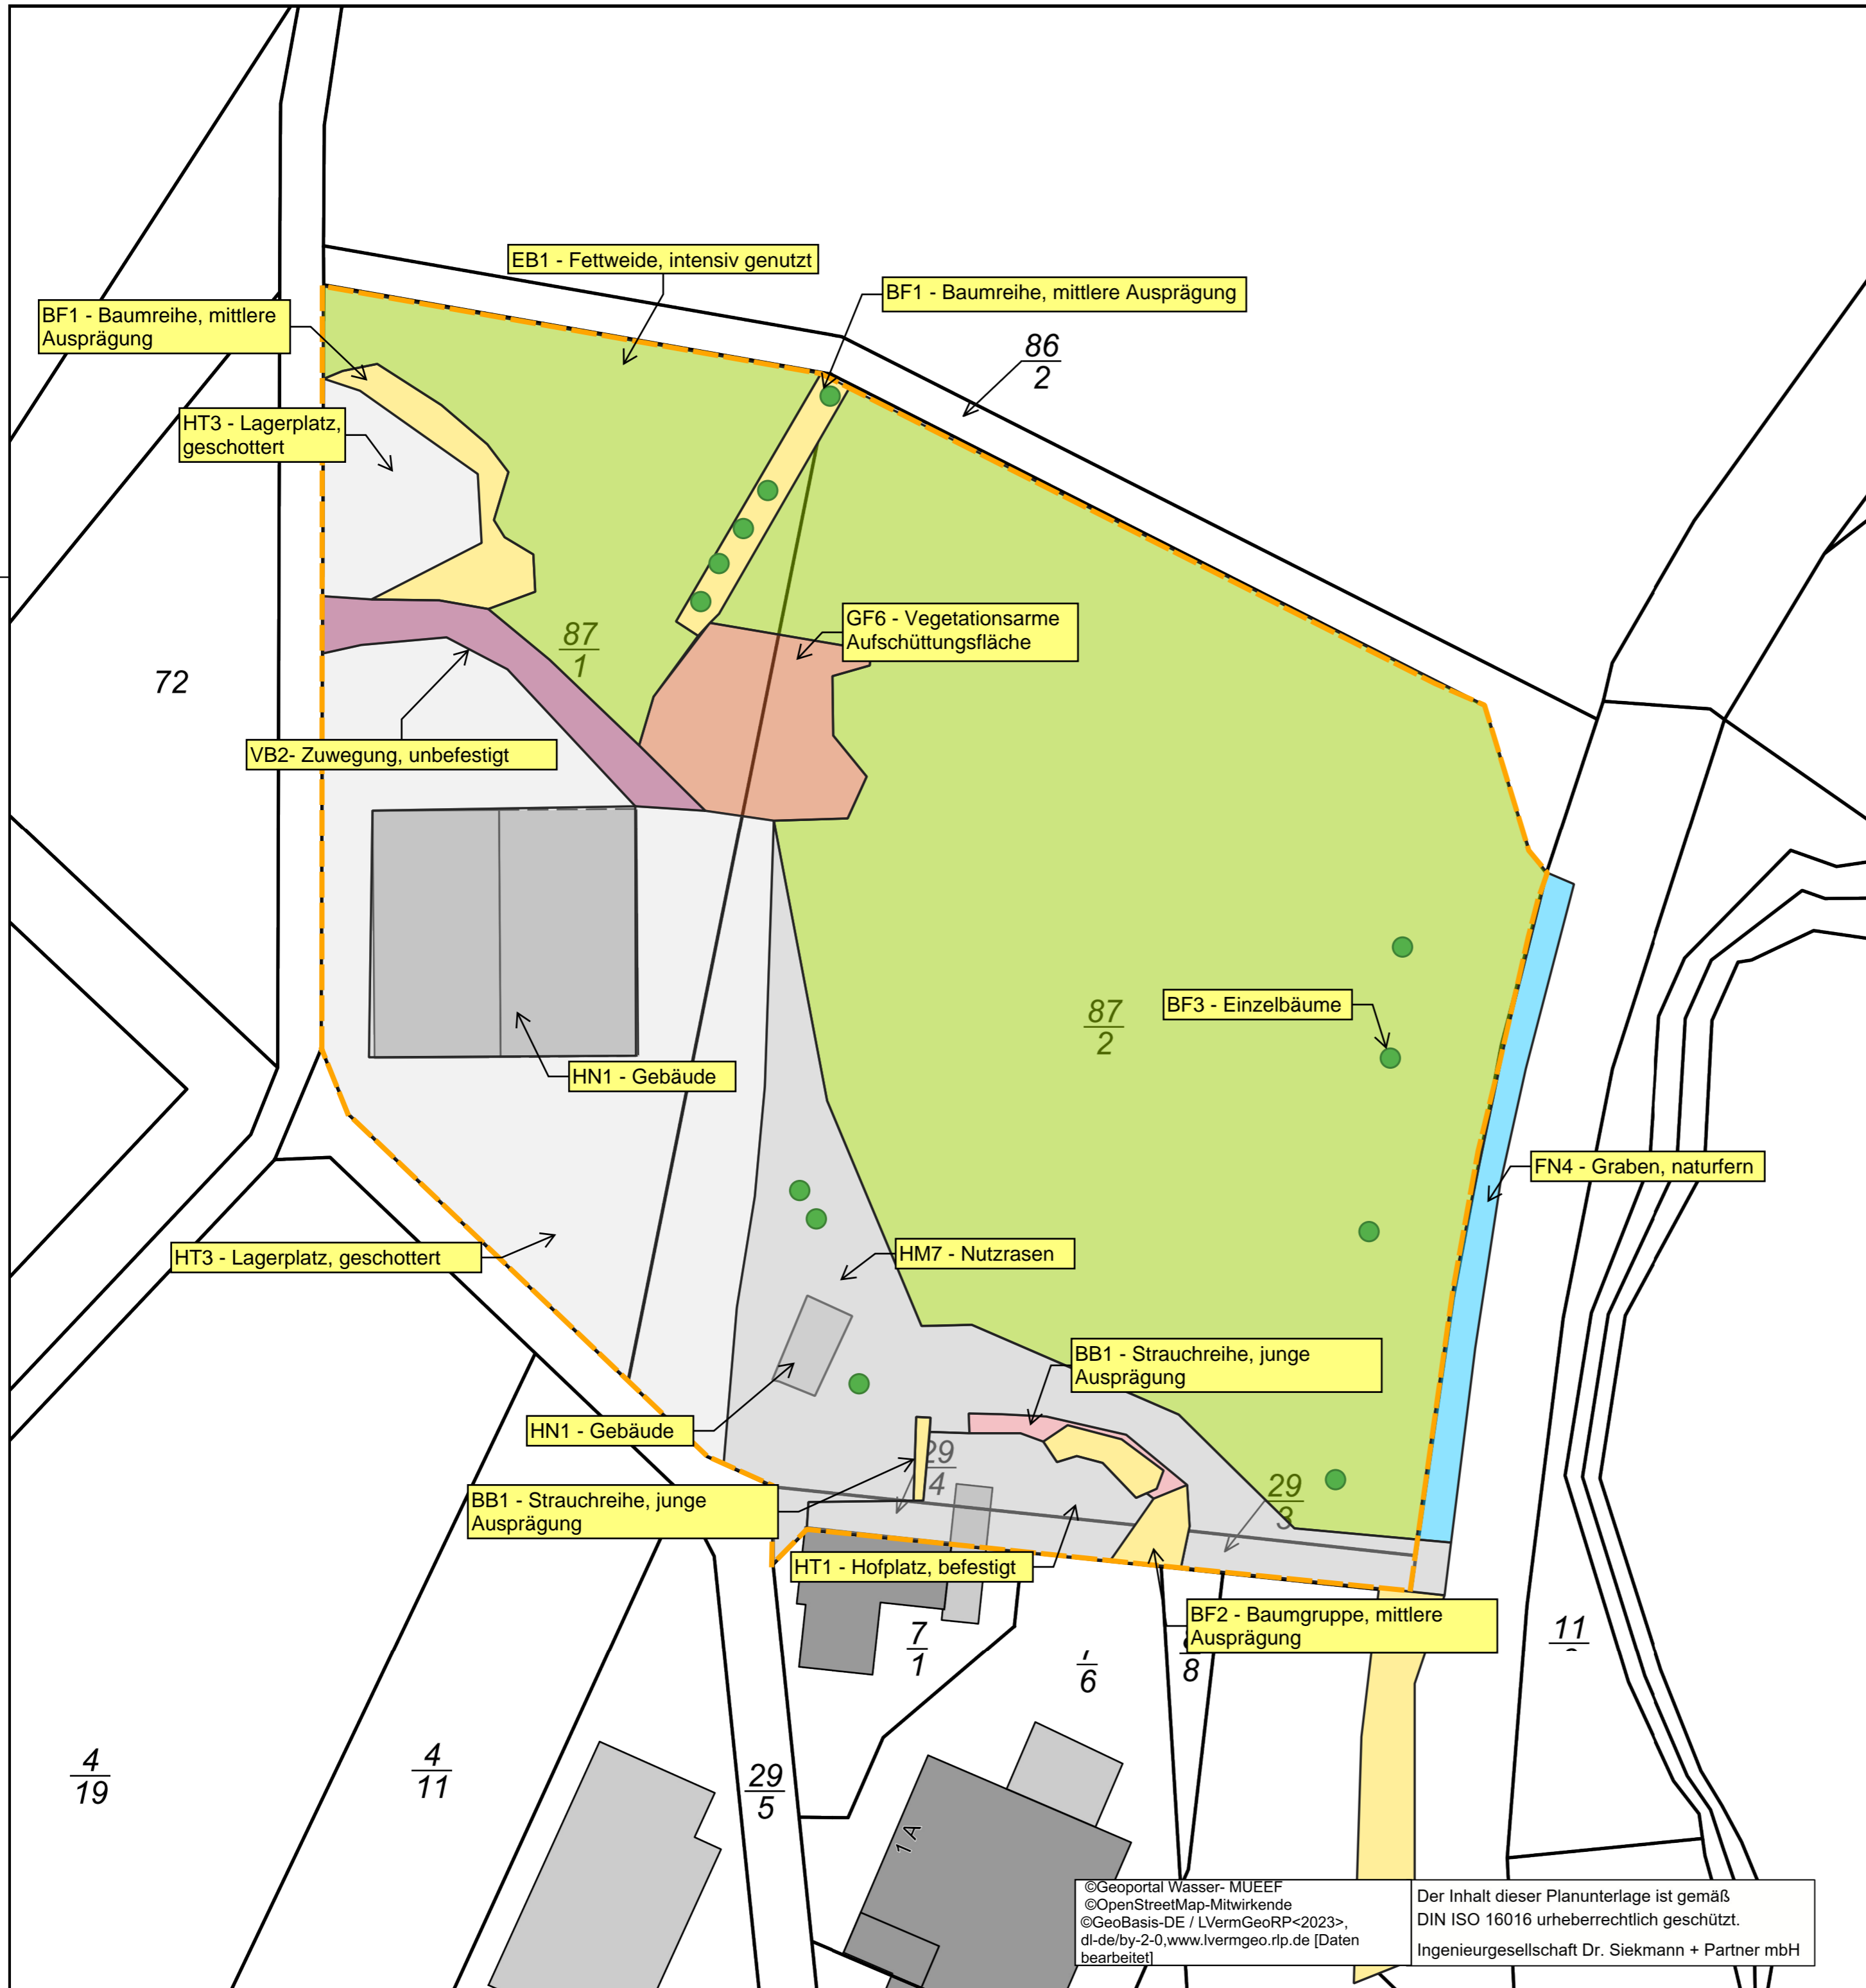 EB1 - Fettweide, intensiv genutzt
BF1 - Baumreihe, mittlere Ausprägung
BF1 - Baumreihe, mittlere
Ausprägung
86
2
HT3 - Lagerplatz,
geschottert
GF6 - Vegetationsarme
Aufschüttungsfläche
87
1
72
VB2- Zuwegung, unbefestigt
BF3 - Einzelbäume
87
2
HN1 - Gebäude
FN4 - Graben, naturfern
HM7 - Nutzrasen
HT3 - Lagerplatz, geschottert
BB1 - Strauchreihe, junge
Ausprägung
HN1 - Gebäude
29
4
BB1 - Strauchreihe, junge
Ausprägung
29
3
HT1 - Hofplatz, befestigt
BF2 - Baumgruppe, mittlere
Ausprägung
7
1
6
8
11
4
19
4
11
29
5
1 A
©Geoportal Wasser- MUEEF
©OpenStreetMap-Mitwirkende
©GeoBasis-DE / LVermGeoRP<2023>,
dl-de/by-2-0,www.lvermgeo.rlp.de [Daten
bearbeitet]
Der Inhalt dieser Planunterlage ist gemäß
DIN ISO 16016 urheberrechtlich geschützt.
Ingenieurgesellschaft Dr. Siekmann + Partner mbH